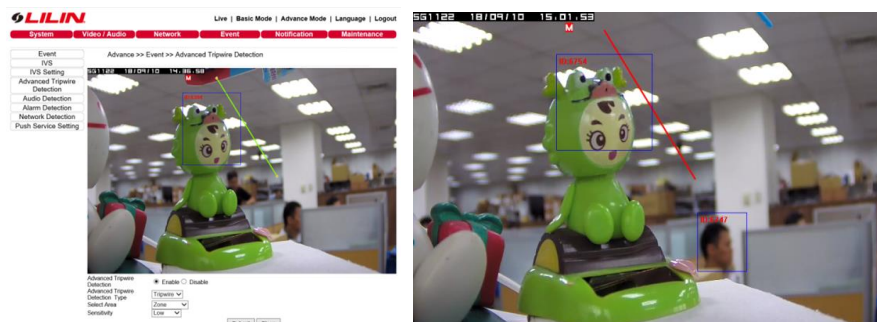 LILIN
Live | Basic Mode | Advance Mode | Language | Logout
System
Video / Audio
Network
Event
Notification
Maintenance
Event
IVS
IVS Setting
Advanced Tripwire
Detection
Audio Detection
Alarm Detection
Network Detection
Push Service Setting
Advance >> Event >> Advanced Tripwire Detection
SG1122 18/09/10 14:36:58
M
Advanced Tripwire
Detection
Enable Disable
Advanced Tripwire
Detection Type
Tripwire
Select Area
Zone
Sensitivity
Low
SG1122 18/09/10 15:01:53
M